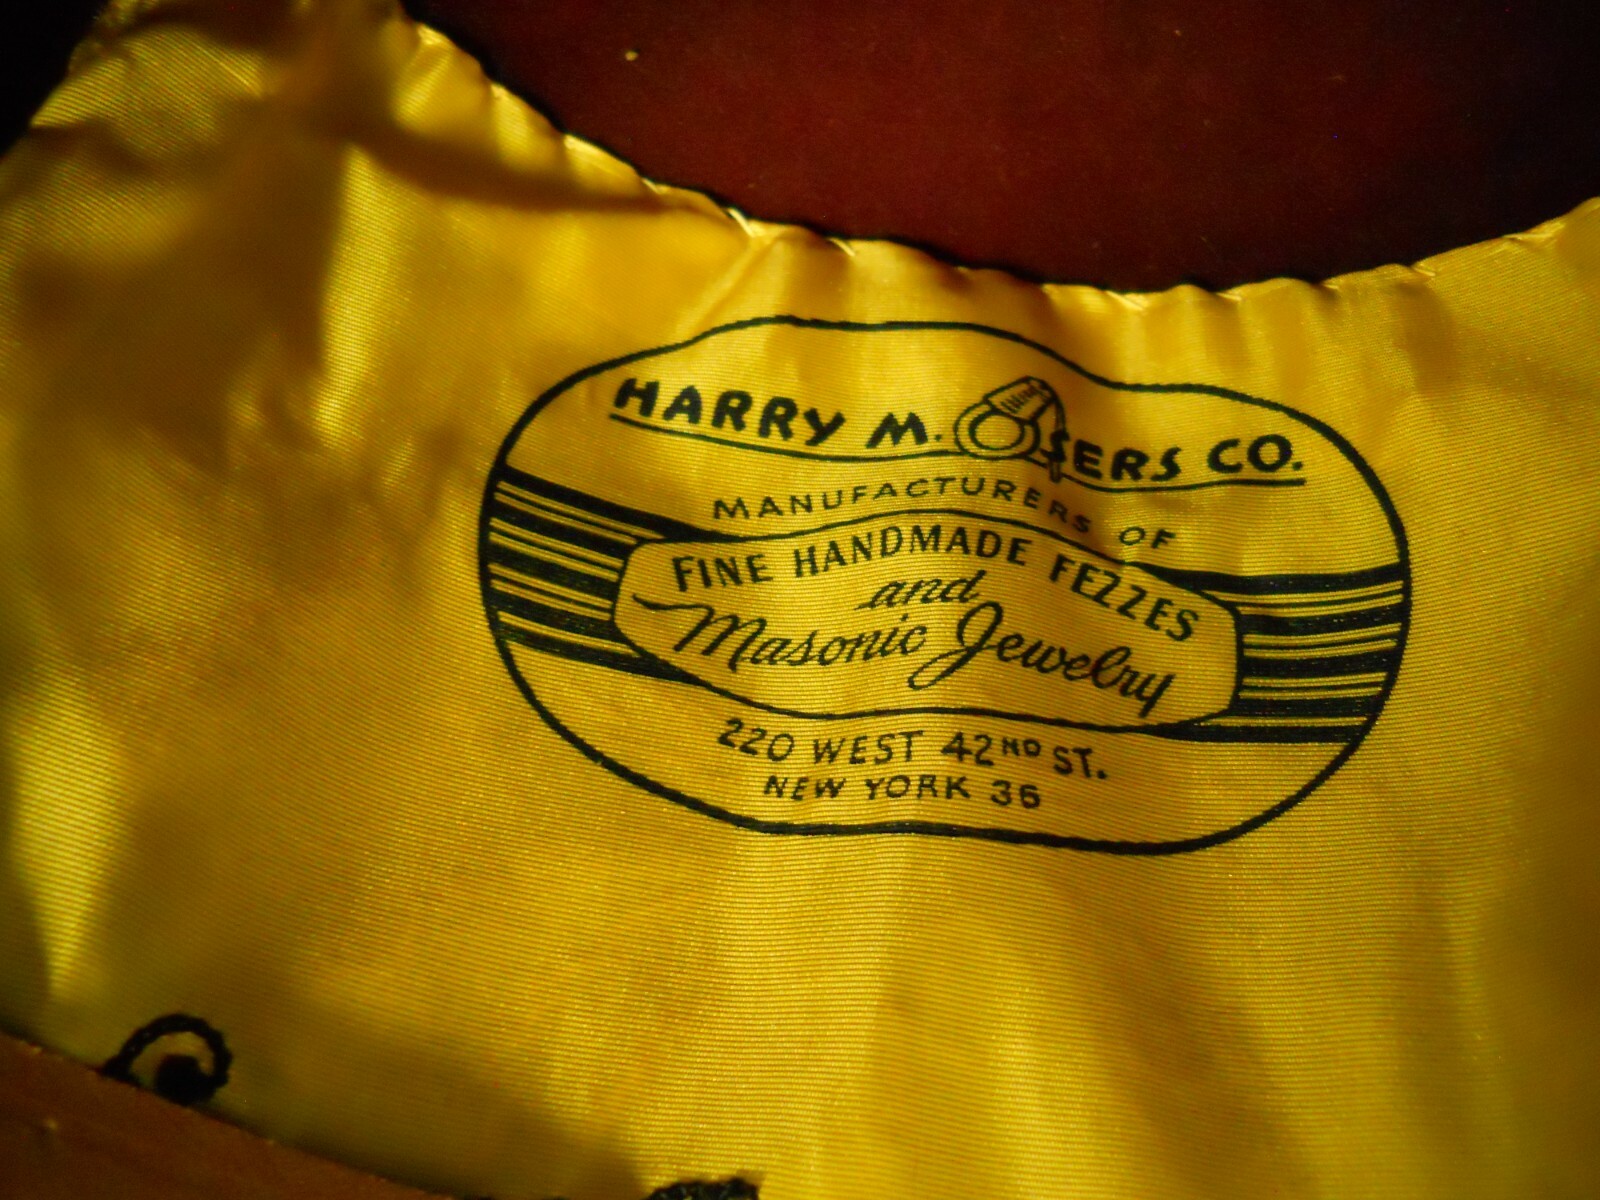 HARRY M. OSERS CO.
MANUFACTURERS OF
FINE HANDMADE FEZZES
and
Masonic Jewelry
220 WEST 42ND ST.
NEW YORK 36